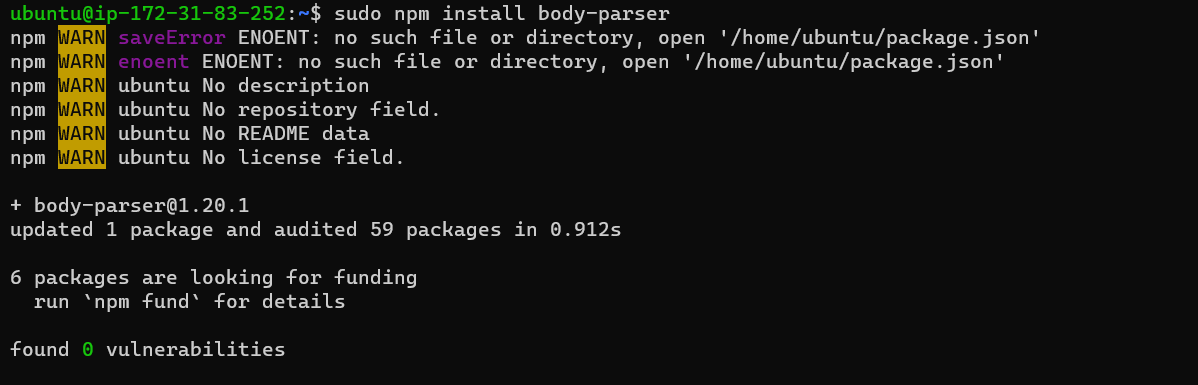 ubuntu@ip-172-31-83-252:~$ sudo npm install body-parser
npm WARN saveError ENOENT: no such file or directory, open '/home/ubuntu/package.json'
npm WARN enoent ENOENT: no such file or directory, open '/home/ubuntu/package.json'
npm WARN ubuntu No description
npm WARN ubuntu No repository field.
npm WARN ubuntu No README data
npm WARN ubuntu No license field.
+ body-parser@1.20.1
updated 1 package and audited 59 packages in 0.912s
6 packages are looking for funding
  run `npm fund` for details
found 0 vulnerabilities